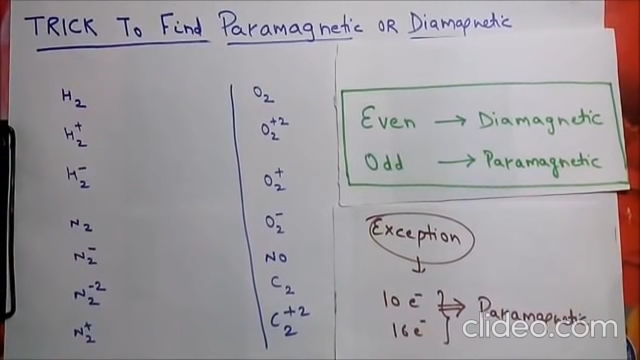 TRICK TO Find Paramagnetic OR Diamagnetic
H₂
H₂⁺
H₂⁻
N₂
N₂⁻
N₂⁻²
N₂⁺
O₂
O₂⁺²
O₂⁺
O₂⁻
NO
C₂
C₂⁺²
Even → Diamagnetic
Odd → Paramagnetic
Exception
↓
10 e⁻ } ⇒ Paramagnetic
16 e⁻
clideo.com